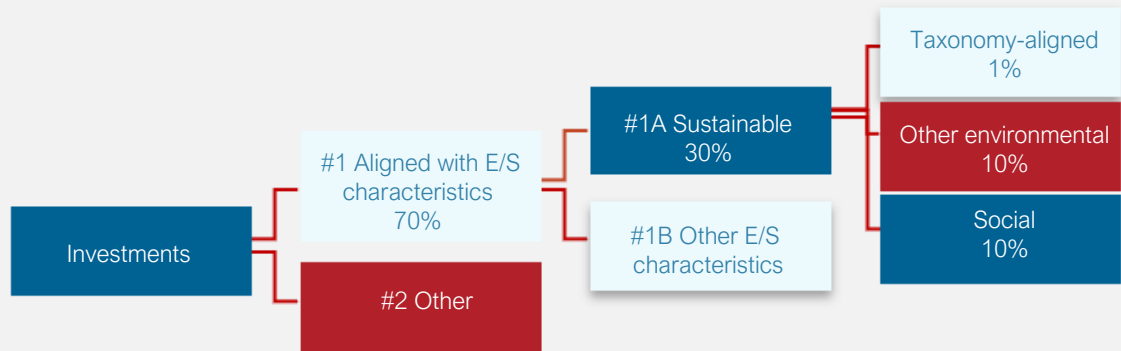 Investments
#1 Aligned with E/S
characteristics
70%
#2 Other
#1A Sustainable
30%
#1B Other E/S
characteristics
Taxonomy-aligned
1%
Other environmental
10%
Social
10%